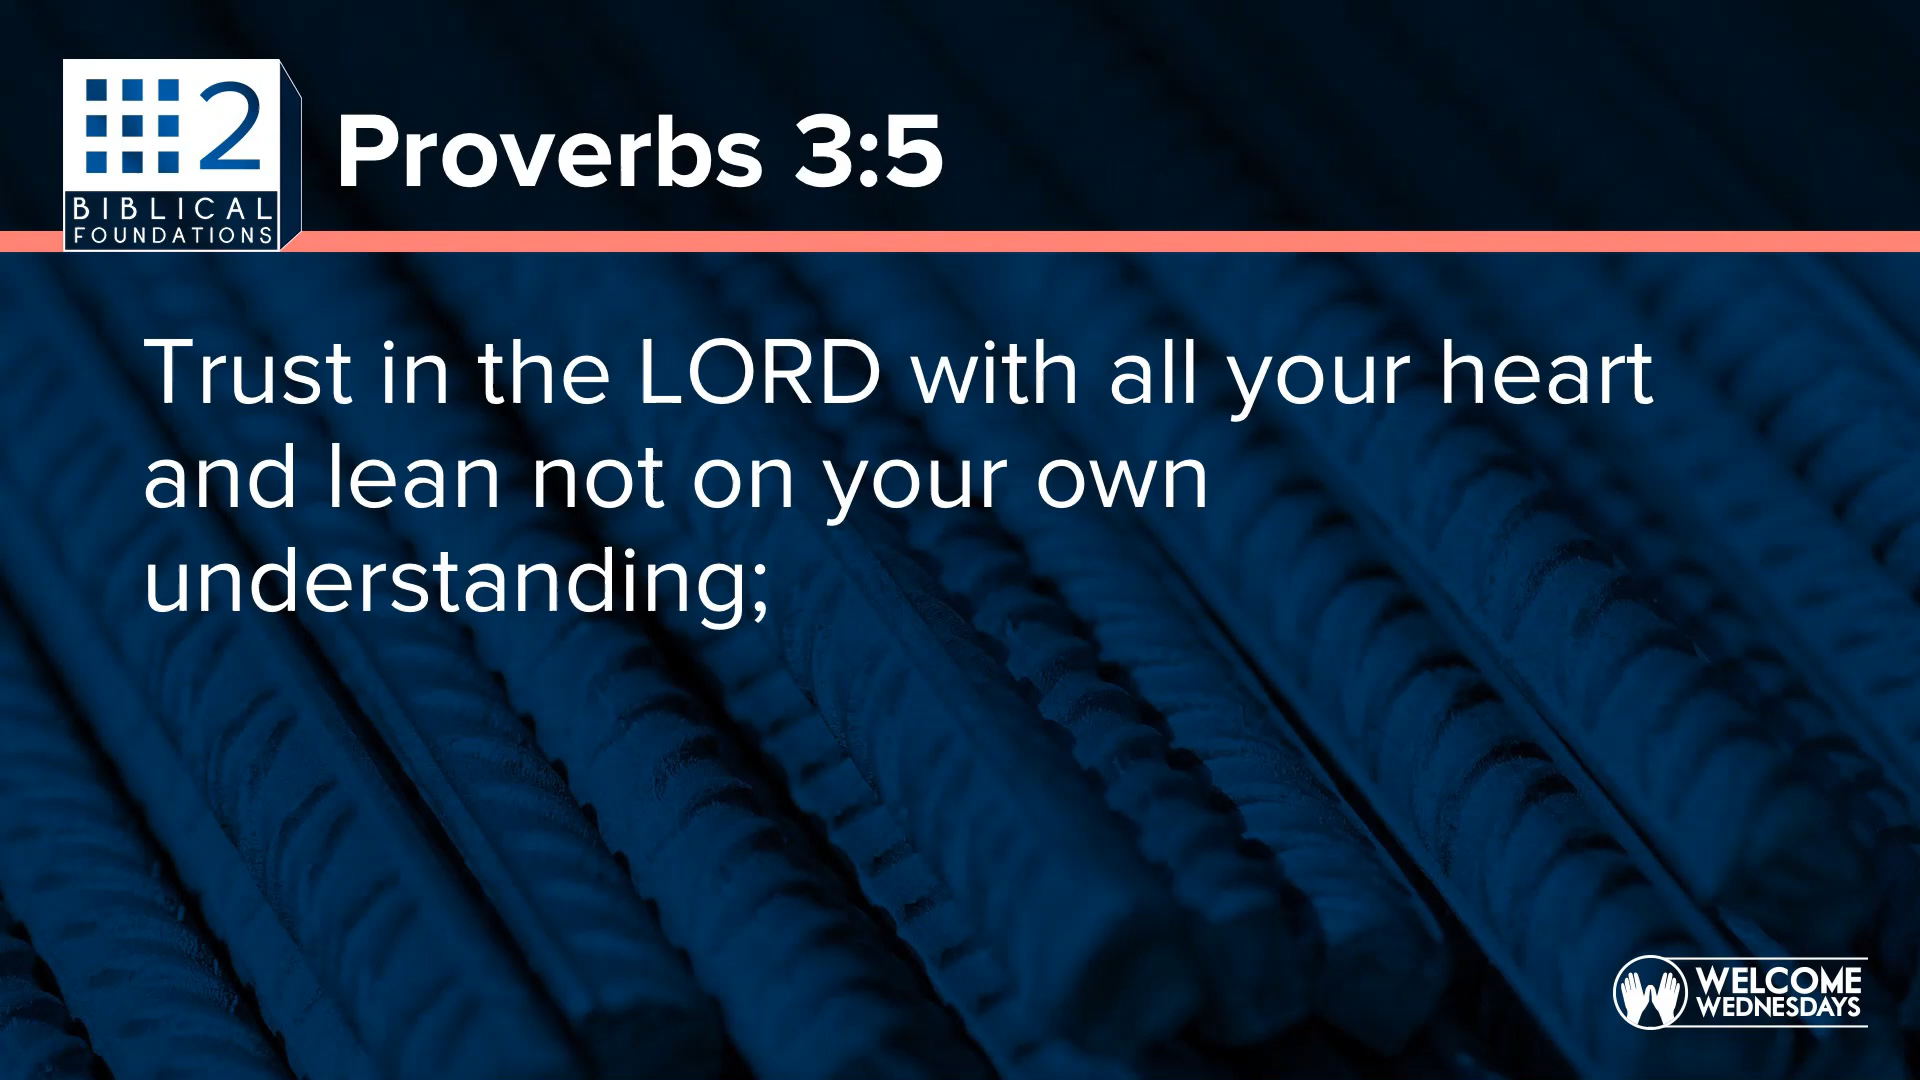 2
BIBLICAL
FOUNDATIONS
Proverbs 3:5
Trust in the LORD with all your heart
and lean not on your own
understanding;
WELCOME
WEDNESDAYS